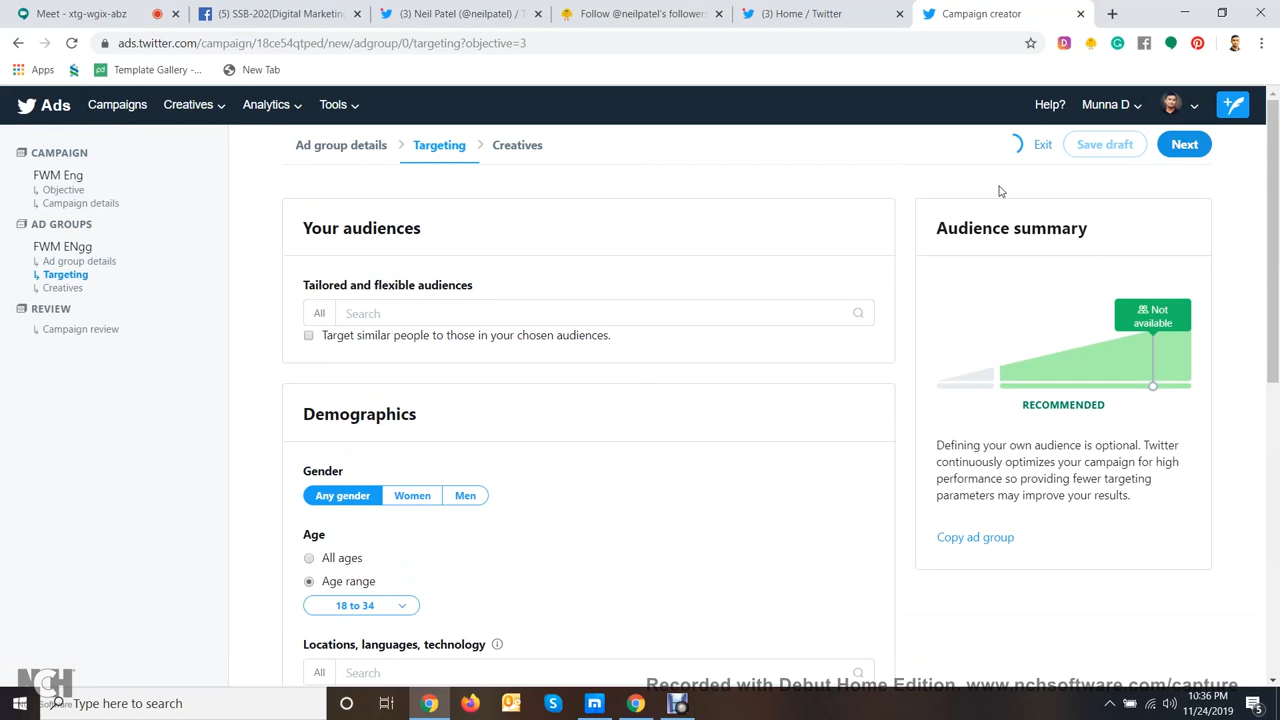 Meet - xtg-wgix-abz
(5) SSB-202(Digital Marketing
(3) Neil Patel (@neilpatel) / T
Follow @neilpatel's follower
(3) Home / Twitter
Campaign creator
ads.twitter.com/campaign/18ce54qtped/new/adgroup/0/targeting?objective=3
Apps
Template Gallery -...
New Tab
Ads
Campaigns
Creatives
Analytics
Tools
Help?
Munna D
CAMPAIGN
FWM Eng
Objective
Campaign details
AD GROUPS
FWM ENgg
Ad group details
Targeting
Creatives
REVIEW
Campaign review
Ad group details
Targeting
Creatives
Exit
Save draft
Next
Your audiences
Tailored and flexible audiences
All
Search
Target similar people to those in your chosen audiences.
Demographics
Gender
Any gender
Women
Men
Age
All ages
Age range
18 to 34
Locations, languages, technology
All
Search
Audience summary
Not
available
RECOMMENDED
Defining your own audience is optional. Twitter
continuously optimizes your campaign for high
performance so providing fewer targeting
parameters may improve your results.
Copy ad group
NCH
Software
Recorded with Debut Home Edition. www.nchsoftware.com/capture
Type here to search
10:36 PM
11/24/2019
5